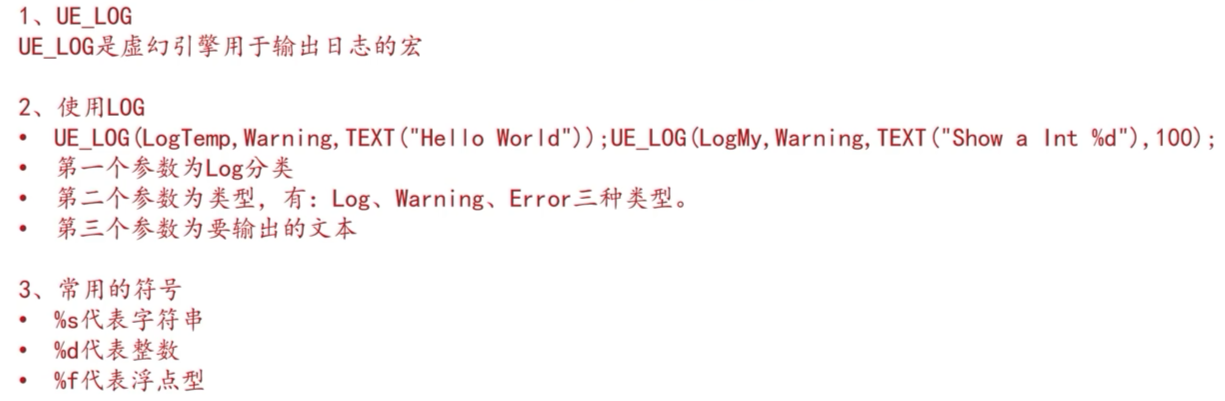 1、UE_LOG
UE_LOG是虚幻引擎用于输出日志的宏
2、使用LOG
• UE_LOG(LogTemp,Warning,TEXT("Hello World"));UE_LOG(LogMy,Warning,TEXT("Show a Int %d"),100);
• 第一个参数为Log分类
• 第二个参数为类型，有：Log、Warning、Error三种类型。
• 第三个参数为要输出的文本
3、常用的符号
• %s代表字符串
• %d代表整数
• %f代表浮点型